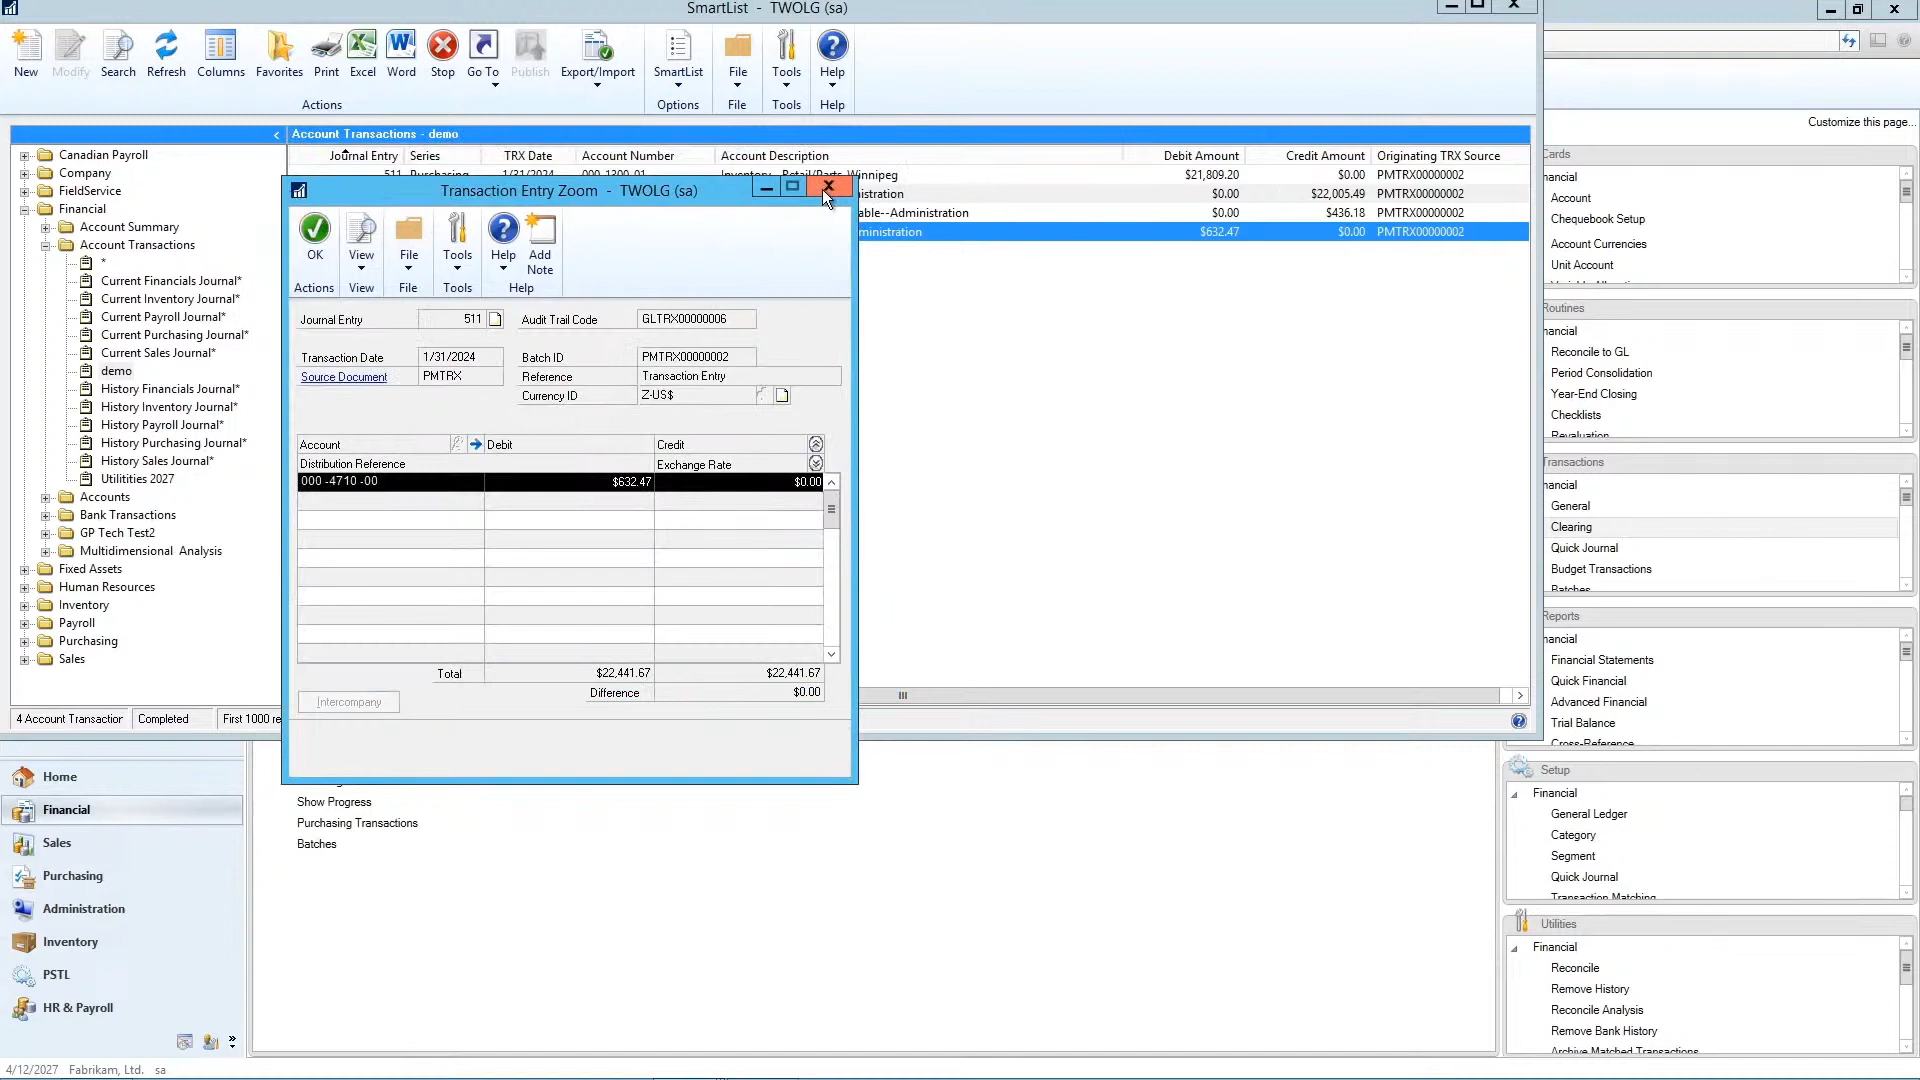 SmartList - TWOLG (sa)
New Modify Search Refresh Columns Favorites Print Excel Word Stop Go To Publish Export/Import SmartList File Tools Help
Actions Options File Tools Help
Customize this page...
Account Transactions - demo
Journal Entry Series TRX Date Account Number Account Description Debit Amount Credit Amount Originating TRX Source
511 Purchasing 1/31/2024 000-1300-01 Inventory - Retail/Parts-Winnipeg $21,809.20 $0.00 PMTRX00000002
$0.00 $22,005.49 PMTRX00000002
able--Administration $0.00 $436.18 PMTRX00000002
$632.47 $0.00 PMTRX00000002
Canadian Payroll
Company
FieldService
Financial
Account Summary
Account Transactions
*
Current Financials Journal*
Current Inventory Journal*
Current Payroll Journal*
Current Purchasing Journal*
Current Sales Journal*
demo
History Financials Journal*
History Inventory Journal*
History Payroll Journal*
History Purchasing Journal*
History Sales Journal*
Utilitities 2027
Accounts
Bank Transactions
GP Tech Test2
Multidimensional Analysis
Fixed Assets
Human Resources
Inventory
Payroll
Purchasing
Sales
4 Account Transaction Completed First 1000 re
Transaction Entry Zoom - TWOLG (sa)
OK View File Tools Help Add Note
Actions View File Tools Help
Journal Entry 511 Audit Trail Code GLTRX00000006
Transaction Date 1/31/2024 Batch ID PMTRX00000002
Source Document PMTRX Reference Transaction Entry
Currency ID Z-US$
Account Debit Credit
Distribution Reference Exchange Rate
000 -4710 -00 $632.47 $0.00
Total $22,441.67 $22,441.67
Difference $0.00
Intercompany
Show Progress
Purchasing Transactions
Batches
Home
Financial
Sales
Purchasing
Administration
Inventory
PSTL
HR & Payroll
4/12/2027 Fabrikam, Ltd. sa
Cards
nancial
Account
Chequebook Setup
Account Currencies
Unit Account
Routines
nancial
Reconcile to GL
Period Consolidation
Year-End Closing
Checklists
Revaluation
Transactions
nancial
General
Clearing
Quick Journal
Budget Transactions
Batches
Reports
nancial
Financial Statements
Quick Financial
Advanced Financial
Trial Balance
Cross-Reference
Setup
Financial
General Ledger
Category
Segment
Quick Journal
Transaction Matching
Utilities
Financial
Reconcile
Remove History
Reconcile Analysis
Remove Bank History
Archive Matched Transactions